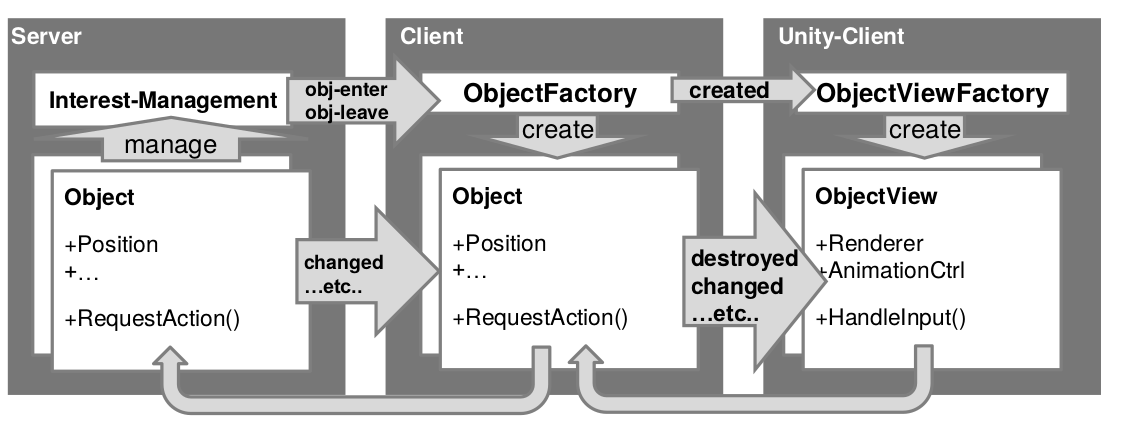 Server
Interest-Management
manage
Object
+Position
+…
+RequestAction()
obj-enter
obj-leave
changed
…etc..
Client
ObjectFactory
create
Object
+Position
+…
+RequestAction()
created
destroyed
changed
…etc..
Unity-Client
ObjectViewFactory
create
ObjectView
+Renderer
+AnimationCtrl
+HandleInput()